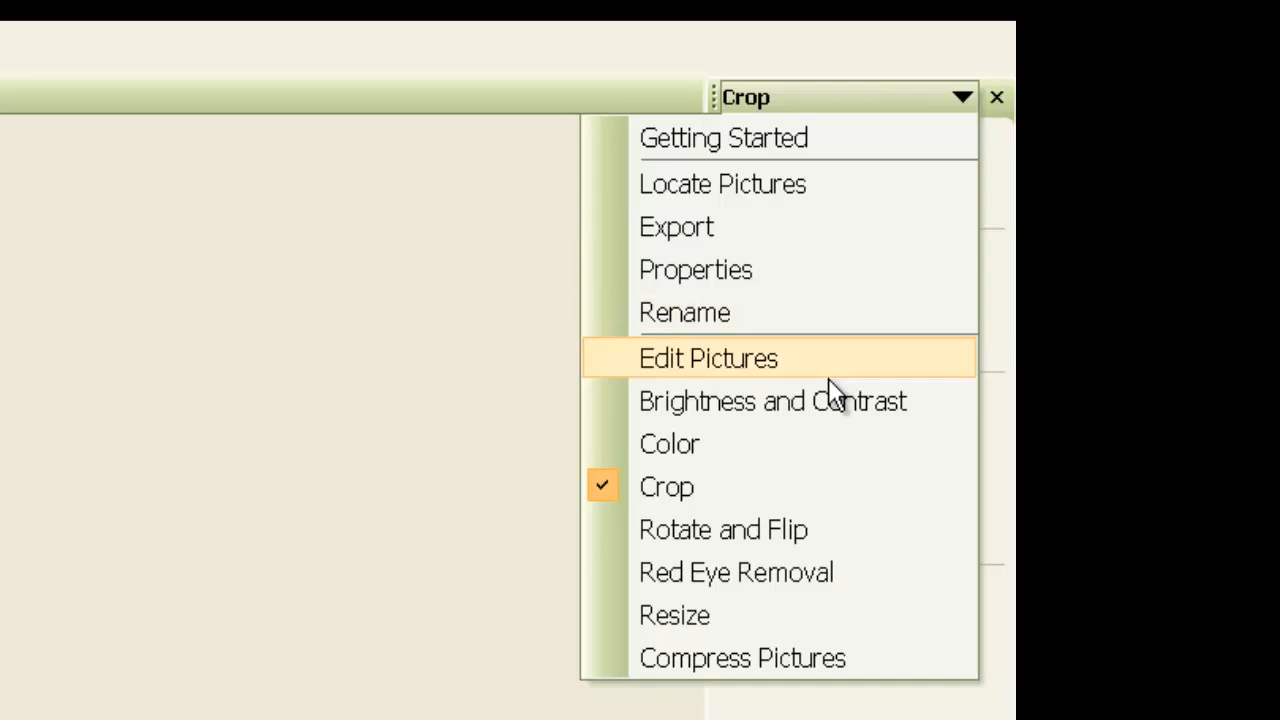 Crop
Getting Started
Locate Pictures
Export
Properties
Rename
Edit Pictures
Brightness and Contrast
Color
Crop
Rotate and Flip
Red Eye Removal
Resize
Compress Pictures